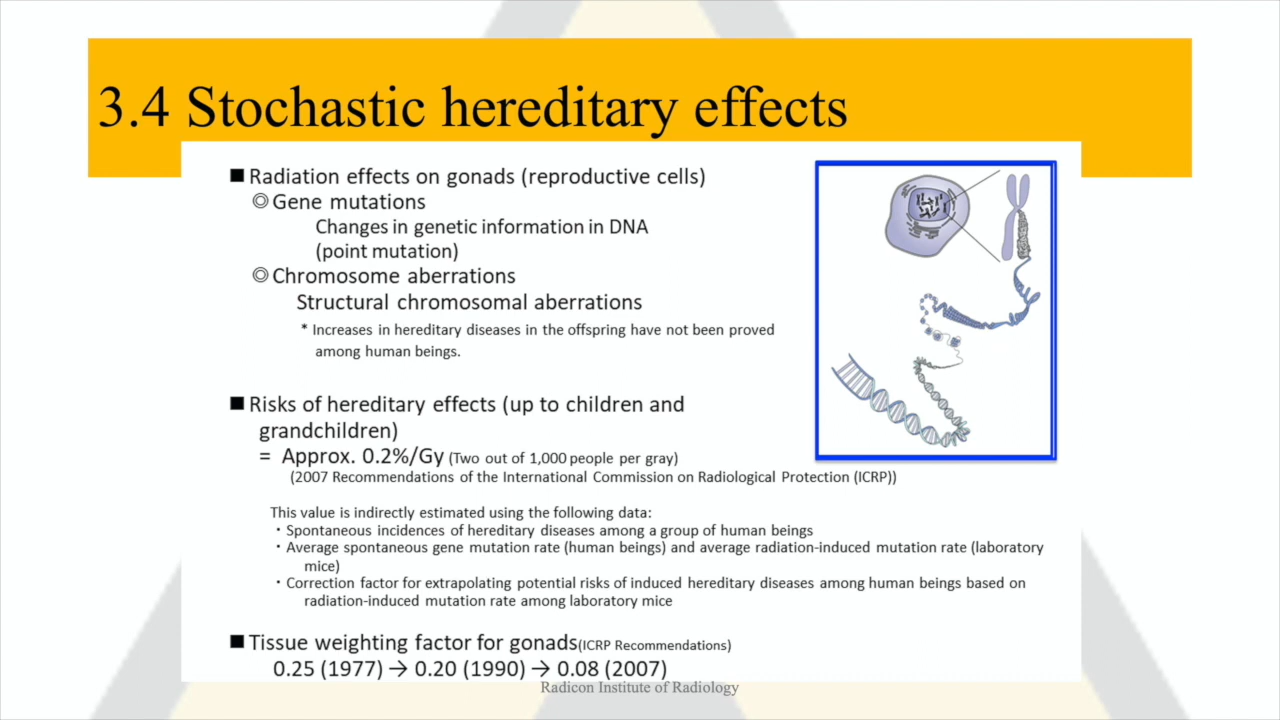 3.4 Stochastic hereditary effects
■ Radiation effects on gonads (reproductive cells)
◎ Gene mutations
Changes in genetic information in DNA
(point mutation)
◎ Chromosome aberrations
Structural chromosomal aberrations
* Increases in hereditary diseases in the offspring have not been proved
among human beings.
■ Risks of hereditary effects (up to children and
grandchildren)
= Approx. 0.2%/Gy (Two out of 1,000 people per gray)
(2007 Recommendations of the International Commission on Radiological Protection (ICRP))
This value is indirectly estimated using the following data:
・Spontaneous incidences of hereditary diseases among a group of human beings
・Average spontaneous gene mutation rate (human beings) and average radiation-induced mutation rate (laboratory
mice)
・Correction factor for extrapolating potential risks of induced hereditary diseases among human beings based on
radiation-induced mutation rate among laboratory mice
■ Tissue weighting factor for gonads(ICRP Recommendations)
0.25 (1977) → 0.20 (1990) → 0.08 (2007)
Radicon Institute of Radiology